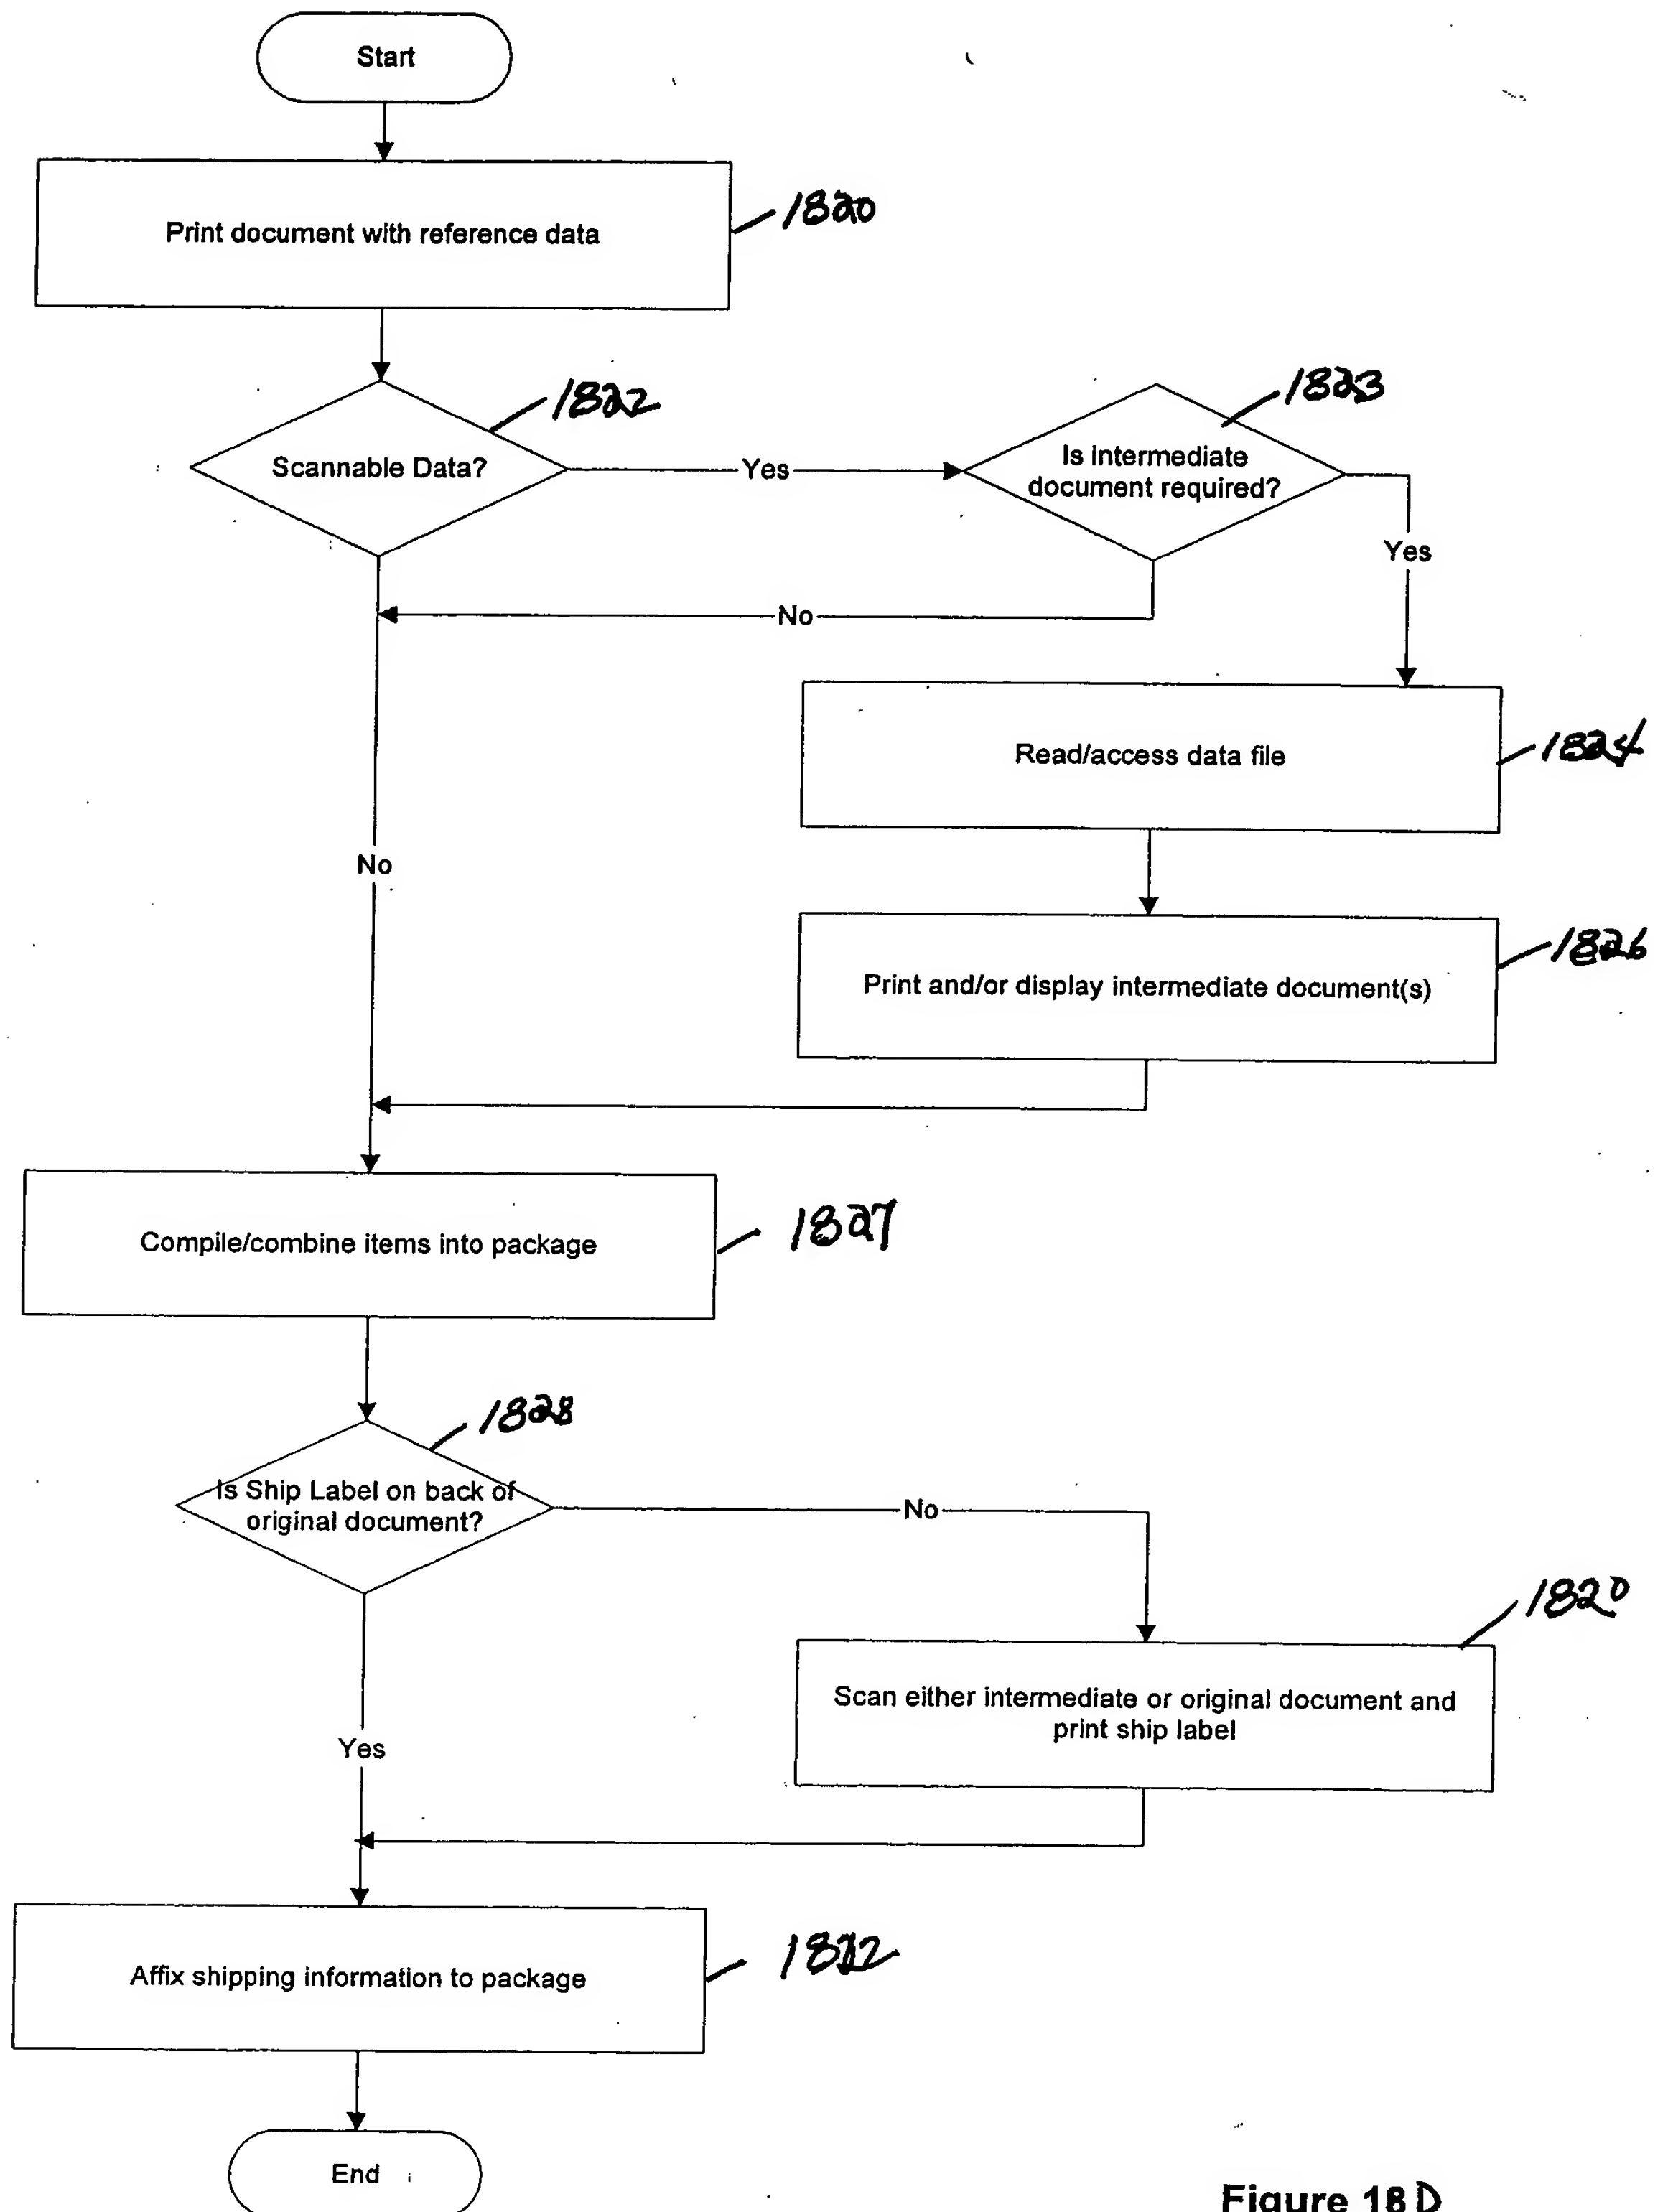 Start
Print document with reference data
1820
Scannable Data?
1822
Yes
Is intermediate
document required?
1823
Yes
No
Read/access data file
1824
No
Print and/or display intermediate document(s)
1826
Compile/combine items into package
1827
Is Ship Label on back of
original document?
1828
No
Scan either intermediate or original document and
print ship label
1820
Yes
Affix shipping information to package
End
Figure 18D